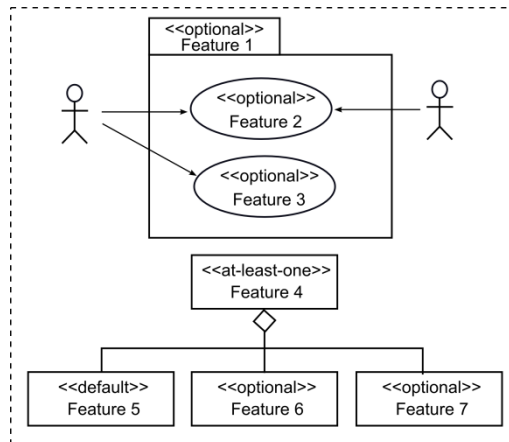 <<optional>>
Feature 1
<<optional>>
Feature 2
<<optional>>
Feature 3
<<at-least-one>>
Feature 4
<<default>>
Feature 5
<<optional>>
Feature 6
<<optional>>
Feature 7